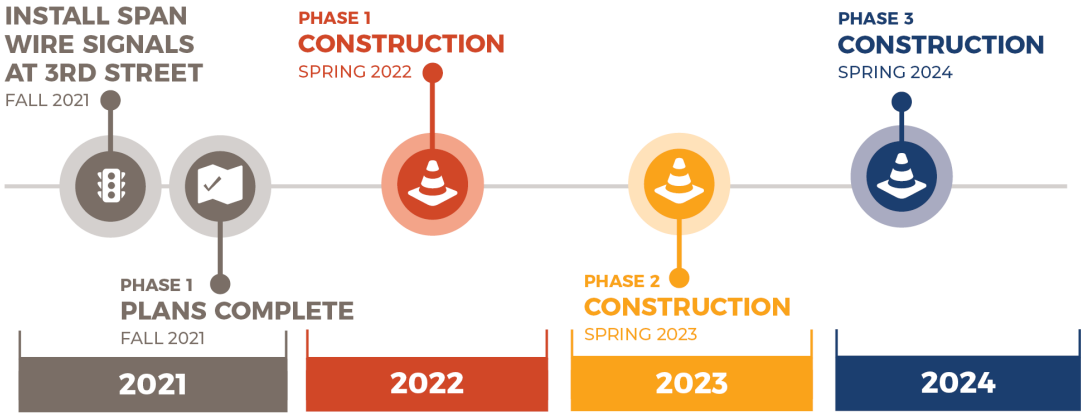 INSTALL SPAN
WIRE SIGNALS
AT 3RD STREET
FALL 2021
PHASE 1
PLANS COMPLETE
FALL 2021
PHASE 1
CONSTRUCTION
SPRING 2022
PHASE 2
CONSTRUCTION
SPRING 2023
PHASE 3
CONSTRUCTION
SPRING 2024
2021
2022
2023
2024